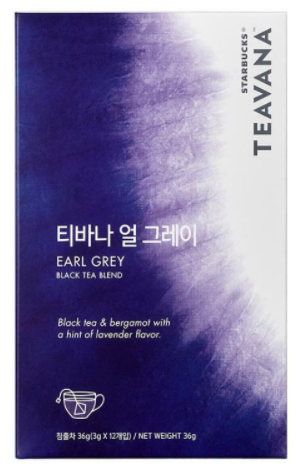 STARBUCKS®
TEAVANA™
티바나 얼 그레이
EARL GREY
BLACK TEA BLEND
Black tea & bergamot with
a hint of lavender flavor.
침출차 36g(3g X 12개입) / NET WEIGHT 36g